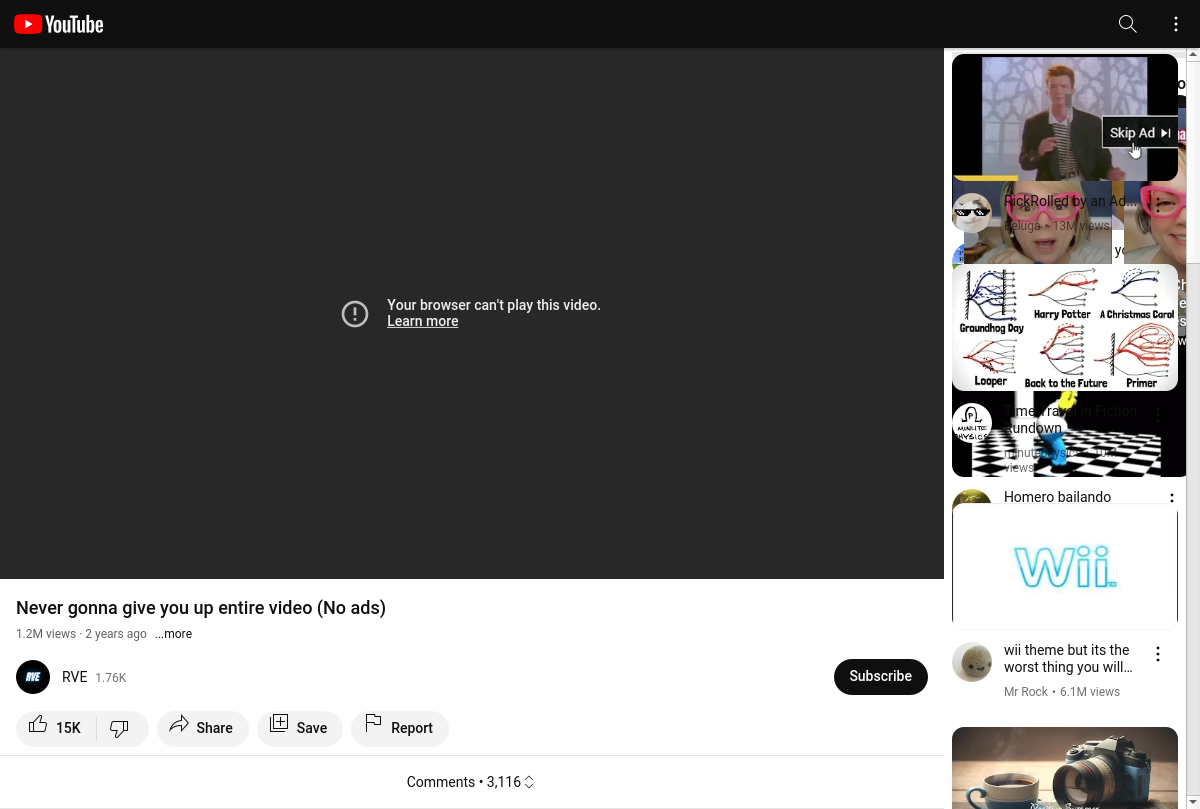 YouTube
Your browser can't play this video.
Learn more
Never gonna give you up entire video (No ads)
1.2M views · 2 years ago ...more
RVE
RVE 1.76K
Subscribe
15K
Share
Save
Report
Comments • 3,116
Skip Ad
RickRolled by an Ad...
Beluga • 13M views
Groundhog Day
Harry Potter
A Christmas Carol
Looper
Back to the Future
Primer
MINUTE PHYSICS
Time Travel in Fiction
Rundown
minutephysics • 10M
views
Homero bailando
Wii
wii theme but its the
worst thing you will...
Mr Rock • 6.1M views